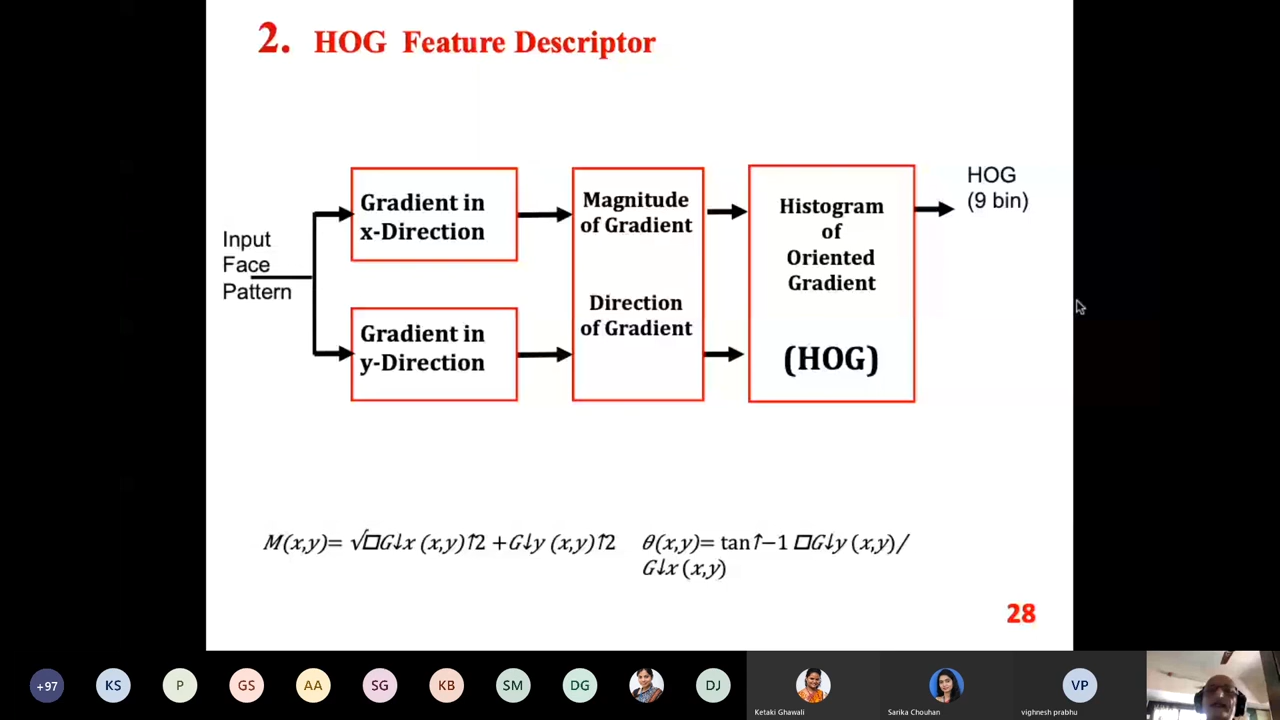 2. HOG Feature Descriptor
Input
Face
Pattern
Gradient in
x-Direction
Gradient in
y-Direction
Magnitude
of Gradient
Direction
of Gradient
Histogram
of
Oriented
Gradient
(HOG)
HOG
(9 bin)
M(x,y)= √□G↓x (x,y)↑2 +G↓y (x,y)↑2
θ(x,y)= tan↑−1 □G↓y (x,y)/
G↓x (x,y)
28
+97
KS
P
GS
AA
SG
KB
SM
DG
DJ
Ketaki Ghawali
Sarika Chouhan
VP
vighnesh prabhu